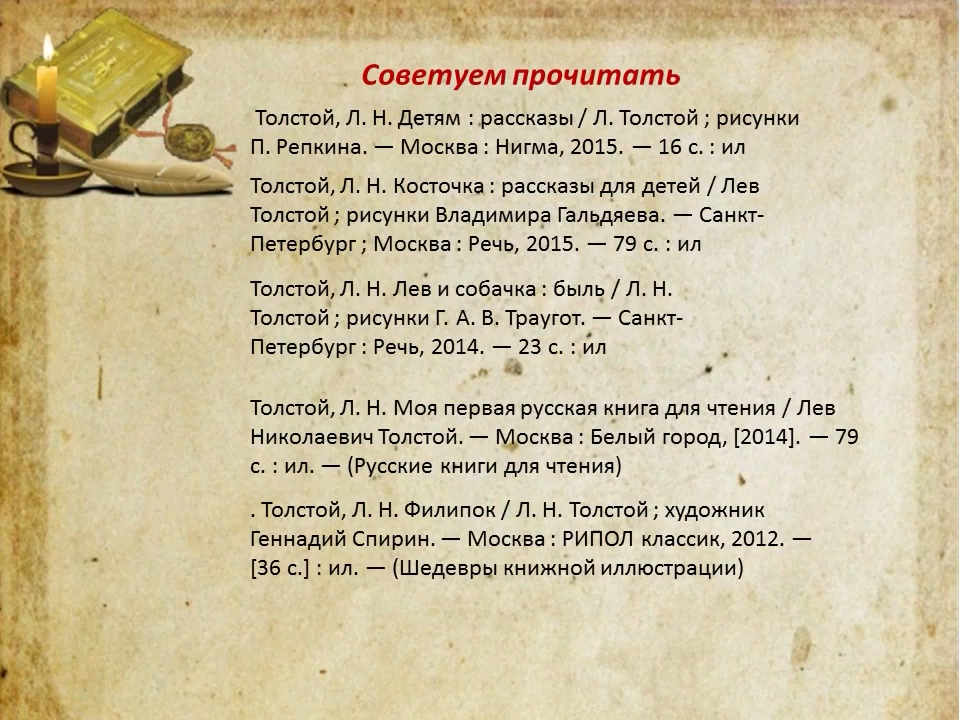 Советуем прочитать
Толстой, Л. Н. Детям : рассказы / Л. Толстой ; рисунки
П. Репкина. — Москва : Нигма, 2015. — 16 с. : ил
Толстой, Л. Н. Косточка : рассказы для детей / Лев
Толстой ; рисунки Владимира Гальдяева. — Санкт-
Петербург ; Москва : Речь, 2015. — 79 с. : ил
Толстой, Л. Н. Лев и собачка : быль / Л. Н.
Толстой ; рисунки Г. А. В. Траугот. — Санкт-
Петербург : Речь, 2014. — 23 с. : ил
Толстой, Л. Н. Моя первая русская книга для чтения / Лев
Николаевич Толстой. — Москва : Белый город, [2014]. — 79
с. : ил. — (Русские книги для чтения)
. Толстой, Л. Н. Филипок / Л. Н. Толстой ; художник
Геннадий Спирин. — Москва : РИПОЛ классик, 2012. —
[36 с.] : ил. — (Шедевры книжной иллюстрации)